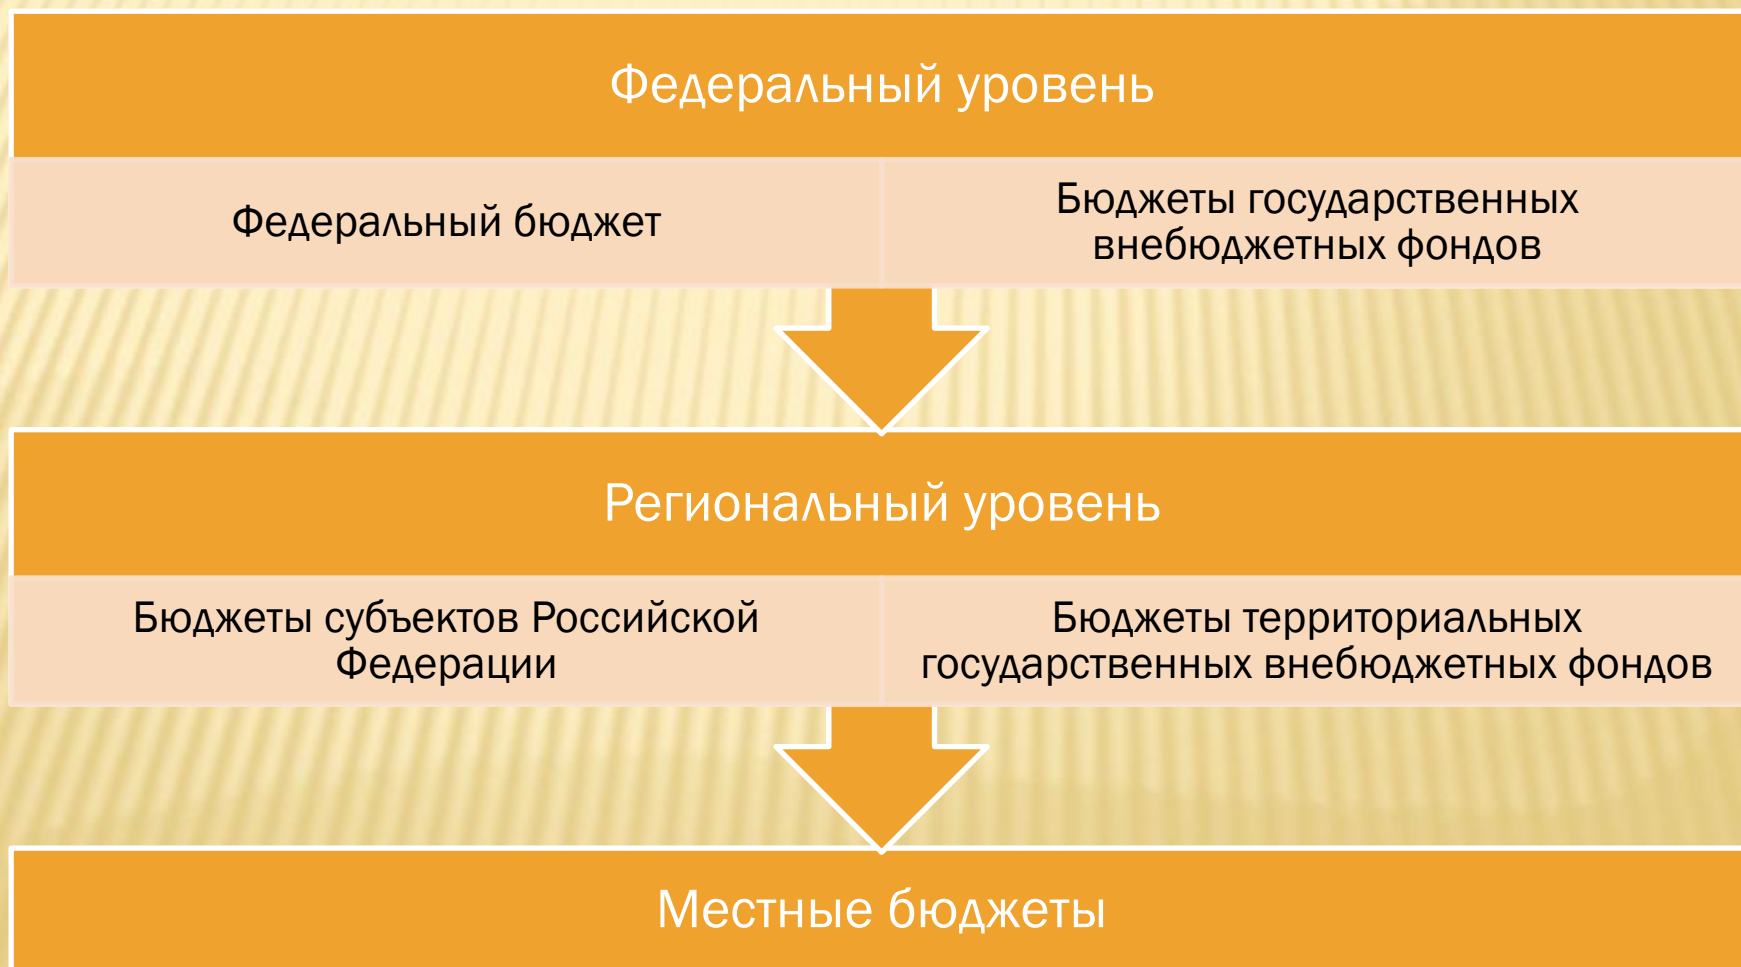 Федеральный уровень
Федеральный бюджет
Бюджеты государственных
внебюджетных фондов
Региональный уровень
Бюджеты субъектов Российской
Федерации
Бюджеты территориальных
государственных внебюджетных фондов
Местные бюджеты